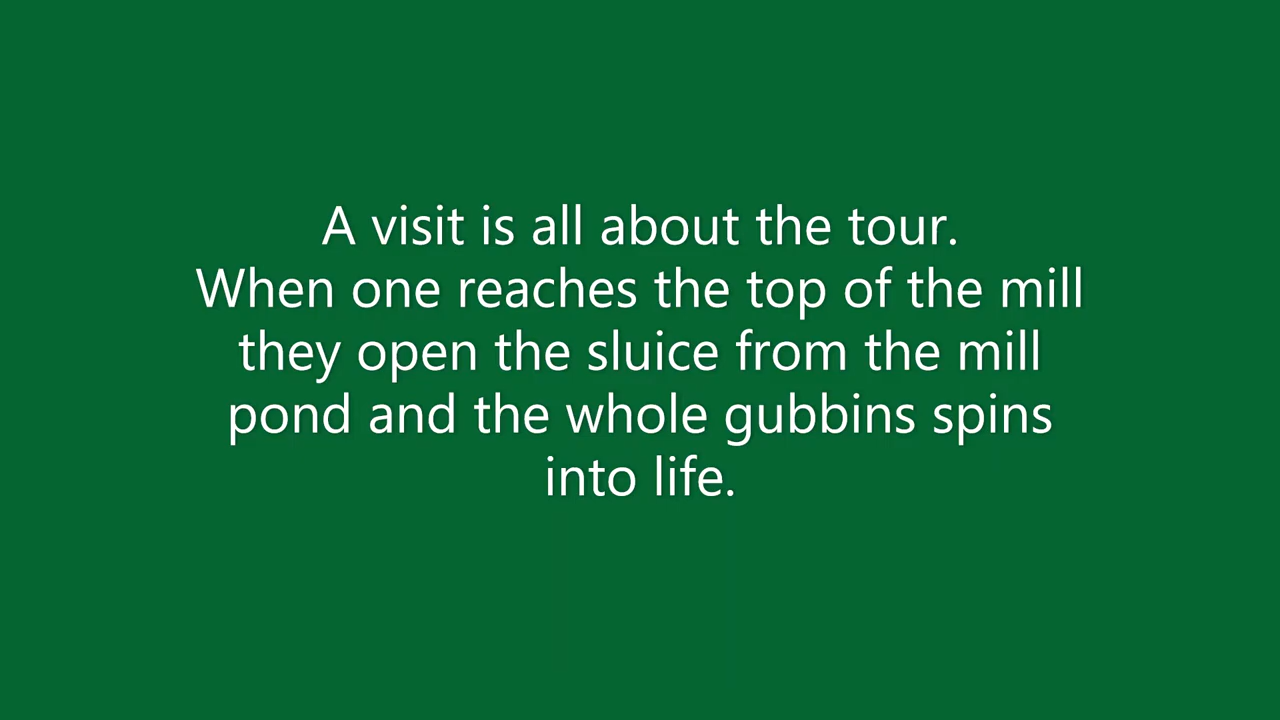 A visit is all about the tour.
When one reaches the top of the mill
they open the sluice from the mill
pond and the whole gubbins spins
into life.